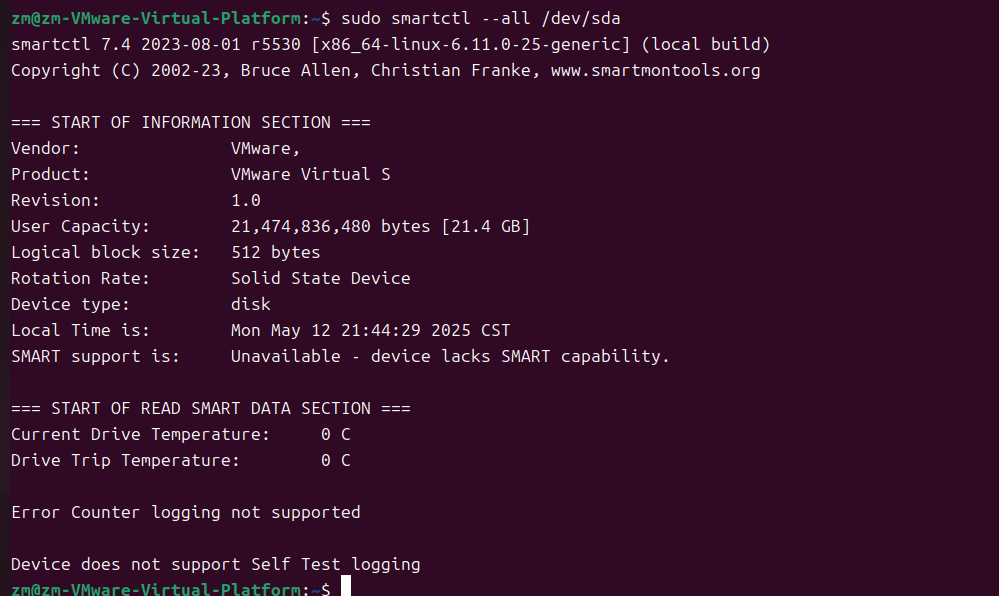 zm@zm-VMware-Virtual-Platform:~$ sudo smartctl --all /dev/sda
smartctl 7.4 2023-08-01 r5530 [x86_64-linux-6.11.0-25-generic] (local build)
Copyright (C) 2002-23, Bruce Allen, Christian Franke, www.smartmontools.org

=== START OF INFORMATION SECTION ===
Vendor:               VMware,
Product:              VMware Virtual S
Revision:             1.0
User Capacity:        21,474,836,480 bytes [21.4 GB]
Logical block size:   512 bytes
Rotation Rate:        Solid State Device
Device type:          disk
Local Time is:        Mon May 12 21:44:29 2025 CST
SMART support is:     Unavailable - device lacks SMART capability.

=== START OF READ SMART DATA SECTION ===
Current Drive Temperature:     0 C
Drive Trip Temperature:        0 C

Error Counter logging not supported

Device does not support Self Test logging
zm@zm-VMware-Virtual-Platform:~$